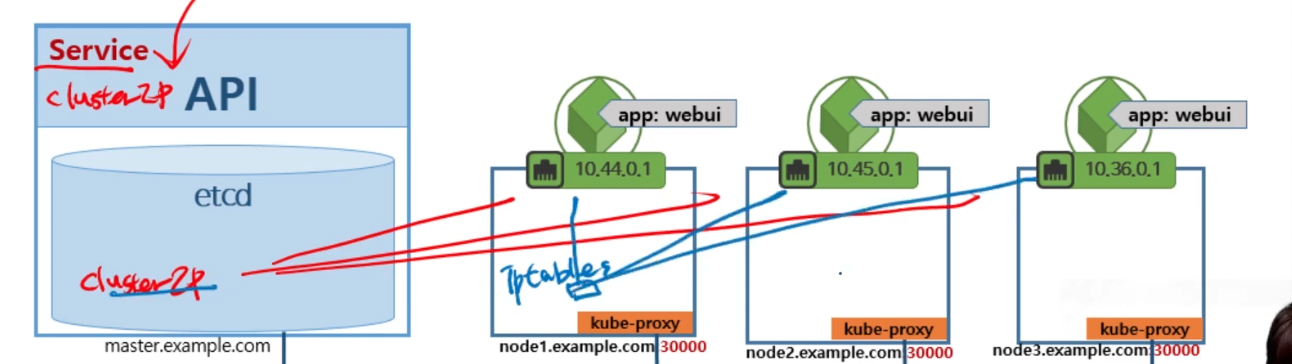 Service
clusterIP
API
etcd
clusterIP
master.example.com
app: webui
10.44.0.1
iptables
kube-proxy
node1.example.com 30000
app: webui
10.45.0.1
kube-proxy
node2.example.com 30000
app: webui
10.36.0.1
kube-proxy
node3.example.com 30000